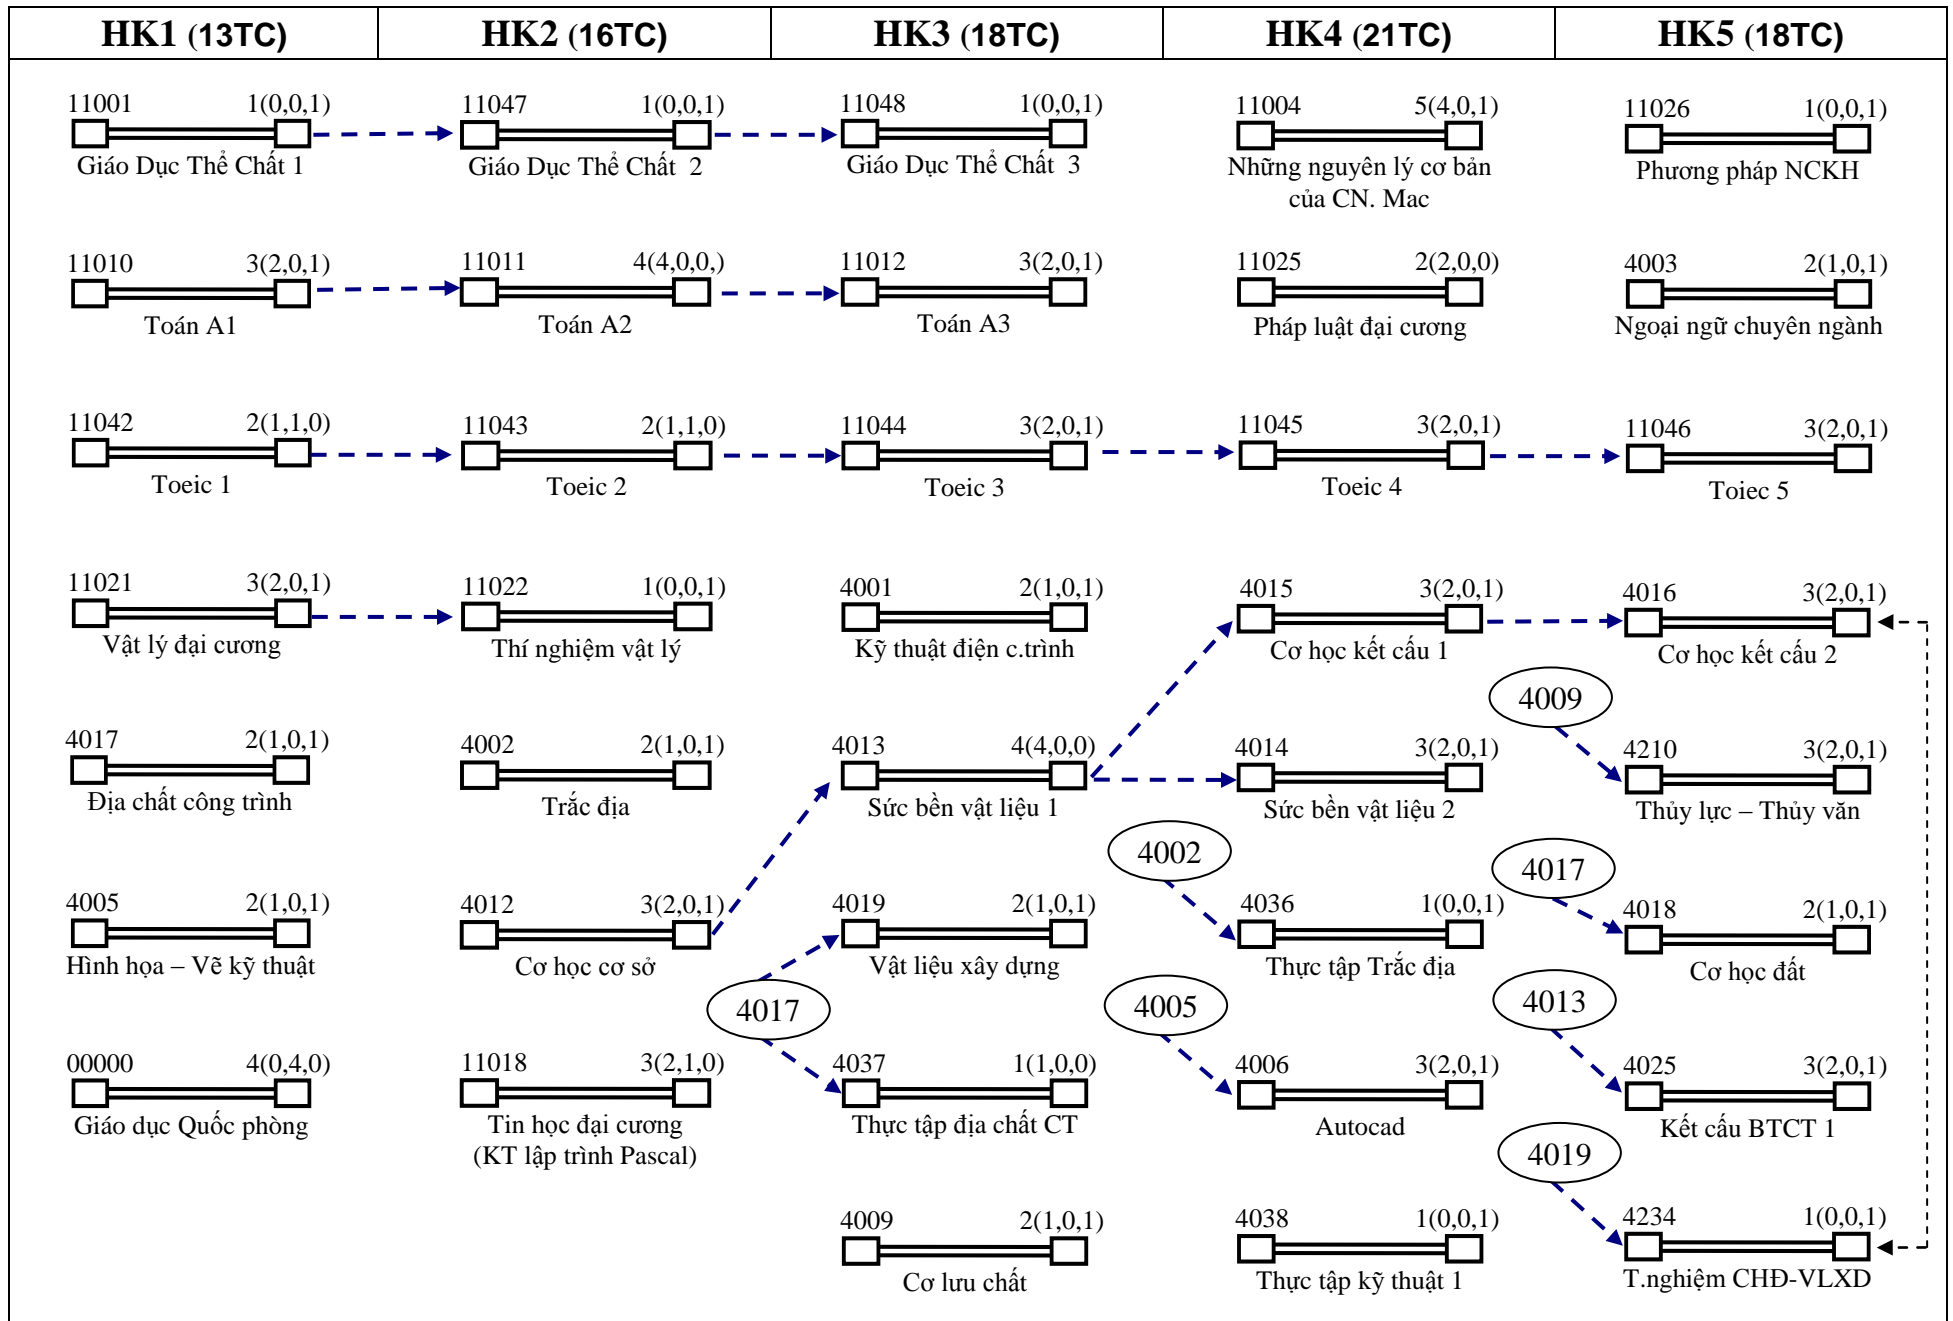 HK1 (13TC) HK2 (16TC) HK3 (18TC) HK4 (21TC) HK5 (18TC)
11001 1(0,0,1) 11047 1(0,0,1) 11048 1(0,0,1) 11004 5(4,0,1) 11026 1(0,0,1)
Giáo Dục Thể Chất 1 Giáo Dục Thể Chất 2 Giáo Dục Thể Chất 3 Những nguyên lý cơ bản Phương pháp NCKH
của CN. Mac
11010 3(2,0,1) 11011 4(4,0,0,) 11012 3(2,0,1) 11025 2(2,0,0) 4003 2(1,0,1)
Toán A1 Toán A2 Toán A3 Pháp luật đại cương Ngoại ngữ chuyên ngành
11042 2(1,1,0) 11043 2(1,1,0) 11044 3(2,0,1) 11045 3(2,0,1) 11046 3(2,0,1)
Toeic 1 Toeic 2 Toeic 3 Toeic 4 Toiec 5
11021 3(2,0,1) 11022 1(0,0,1) 4001 2(1,0,1) 4015 3(2,0,1) 4016 3(2,0,1)
Vật lý đại cương Thí nghiệm vật lý Kỹ thuật điện c.trình Cơ học kết cấu 1 Cơ học kết cấu 2
4009
4017 2(1,0,1) 4002 2(1,0,1) 4013 4(4,0,0) 4014 3(2,0,1) 4210 3(2,0,1)
Địa chất công trình Trắc địa Sức bền vật liệu 1 Sức bền vật liệu 2 Thủy lực – Thủy văn
4002 4017
4005 2(1,0,1) 4012 3(2,0,1) 4019 2(1,0,1) 4036 1(0,0,1) 4018 2(1,0,1)
Hình họa – Vẽ kỹ thuật Cơ học cơ sở Vật liệu xây dựng Thực tập Trắc địa Cơ học đất
4017 4005 4013
00000 4(0,4,0) 11018 3(2,1,0) 4037 1(1,0,0) 4006 3(2,0,1) 4025 3(2,0,1)
Giáo dục Quốc phòng Tin học đại cương Thực tập địa chất CT Autocad Kết cấu BTCT 1
(KT lập trình Pascal) 4019
4009 2(1,0,1) 4038 1(0,0,1) 4234 1(0,0,1)
Cơ lưu chất Thực tập kỹ thuật 1 T.nghiệm CHĐ-VLXD